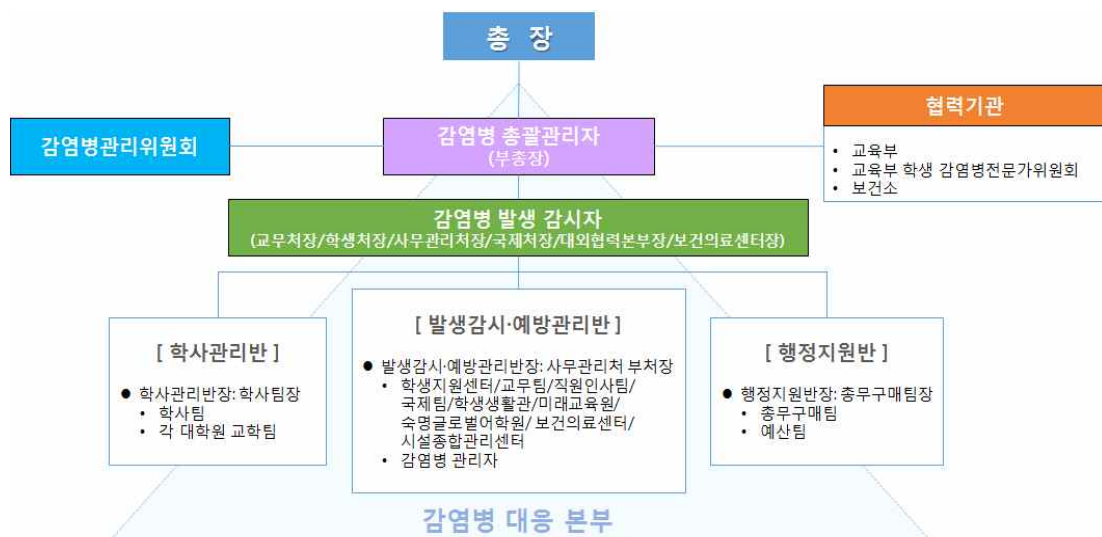 총 장
감염병관리위원회
감염병 총괄관리자
(부총장)
협력기관
• 교육부
• 교육부 학생 감염병전문가위원회
• 보건소
감염병 발생 감시자
(교무처장/학생처장/사무관리처장/국제처장/대외협력본부장/보건의료센터장)
[ 학사관리반 ]
● 학사관리반장: 학사팀장
• 학사팀
• 각 대학원 교학팀
[ 발생감시·예방관리반 ]
● 발생감시·예방관리반장: 사무관리처 부처장
• 학생지원센터/교무팀/직원인사팀/
국제팀/학생생활관/미래교육원/
숙명글로벌어학원/ 보건의료센터/
시설종합관리센터
• 감염병 관리자
[ 행정지원반 ]
● 행정지원반장: 총무구매팀장
• 총무구매팀
• 예산팀
감염병 대응 본부